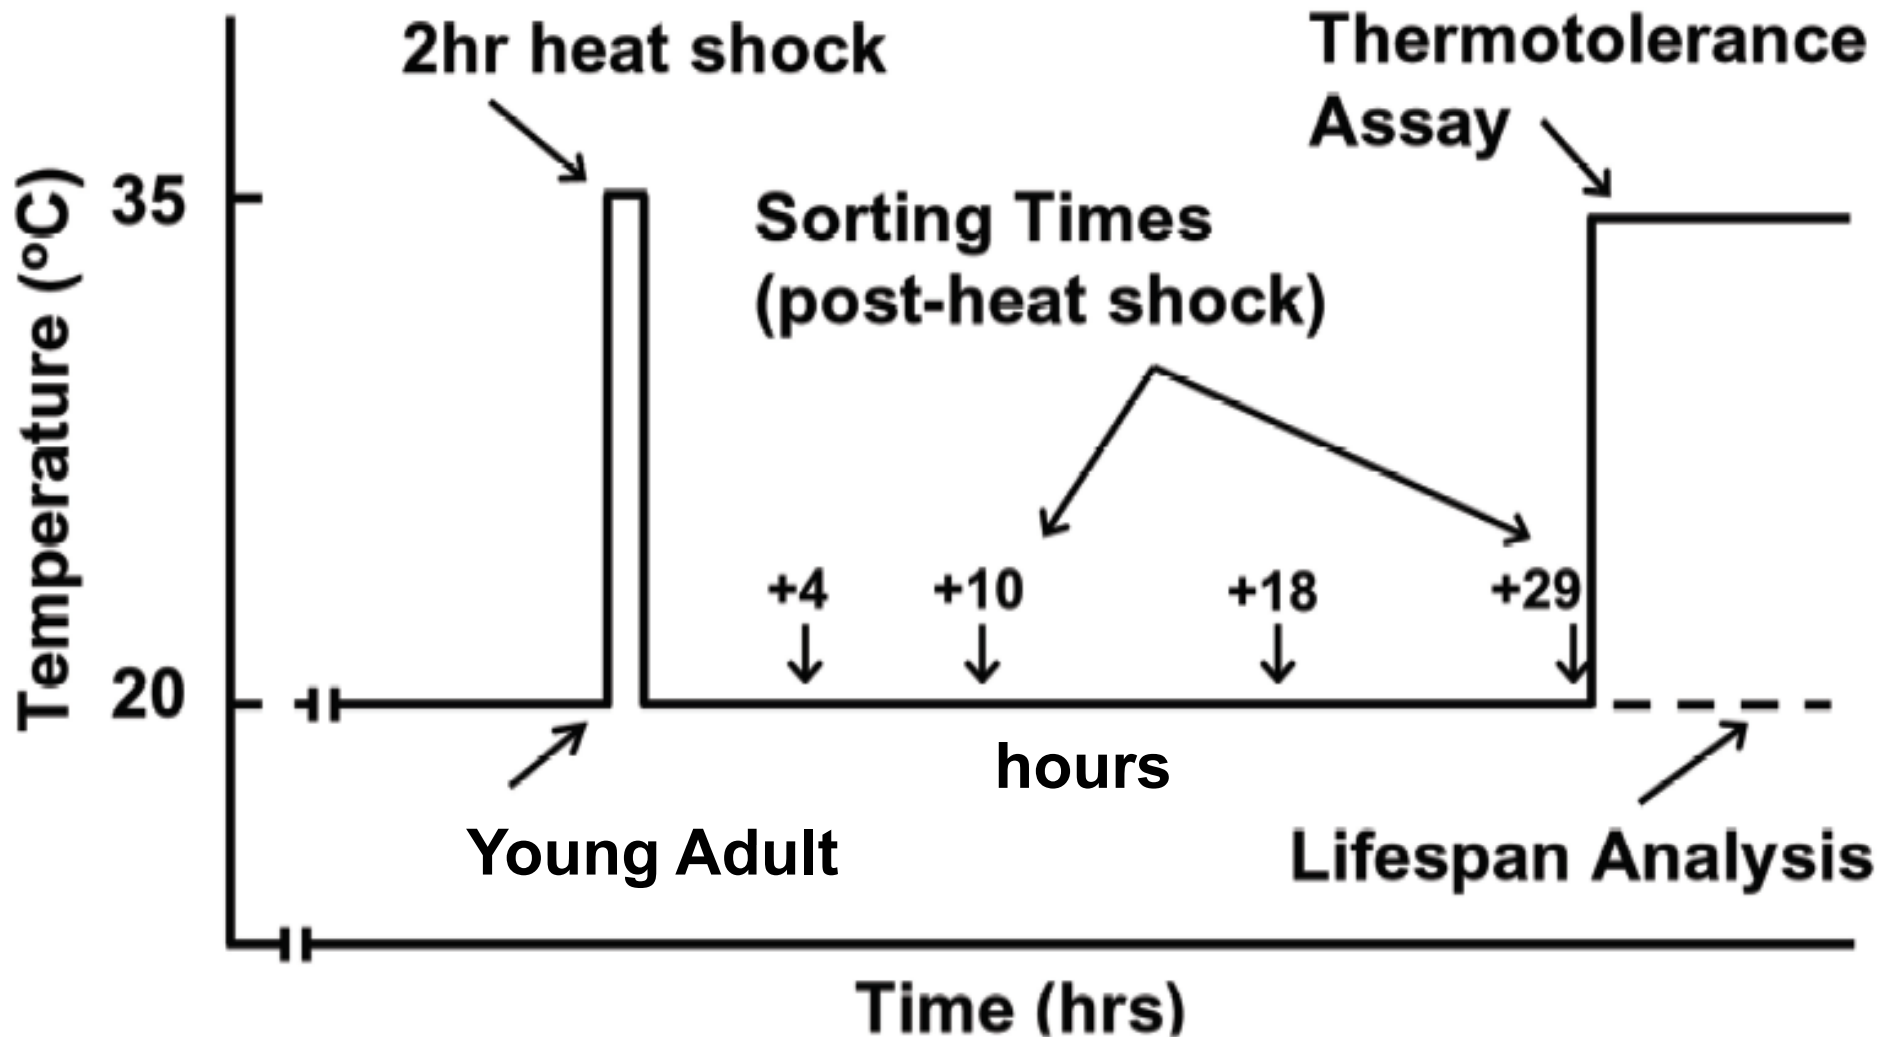 2hr heat shock
Thermotolerance
Assay
Sorting Times
(post-heat shock)
Temperature (ºC)
35
20
+4
+10
+18
+29
hours
Young Adult
Lifespan Analysis
Time (hrs)